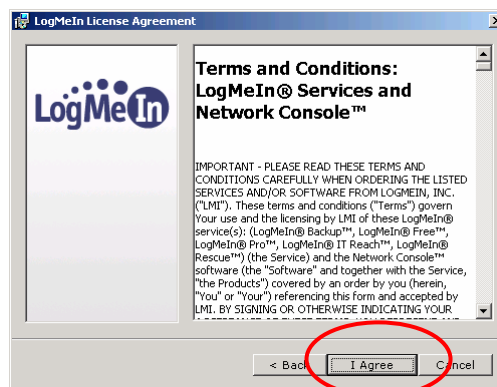 LogMeIn License Agreement
LogMeIn
Terms and Conditions:
LogMeIn® Services and
Network Console™
IMPORTANT - PLEASE READ THESE TERMS AND
CONDITIONS CAREFULLY WHEN ORDERING THE LISTED
SERVICES AND/OR SOFTWARE FROM LOGMEIN, INC.
("LMI"). These terms and conditions ("Terms") govern
Your use and the licensing by LMI of these LogMeIn®
service(s): (LogMeIn® Backup™, LogMeIn® Free™,
LogMeIn® Pro™, LogMeIn® IT Reach™, LogMeIn®
Rescue™) (the Service) and the Network Console™
software (the "Software" and together with the Service,
"the Products") covered by an order by you (herein,
"You" or "Your") referencing this form and accepted by
LMI. BY SIGNING OR OTHERWISE INDICATING YOUR
< Back
I Agree
Cancel